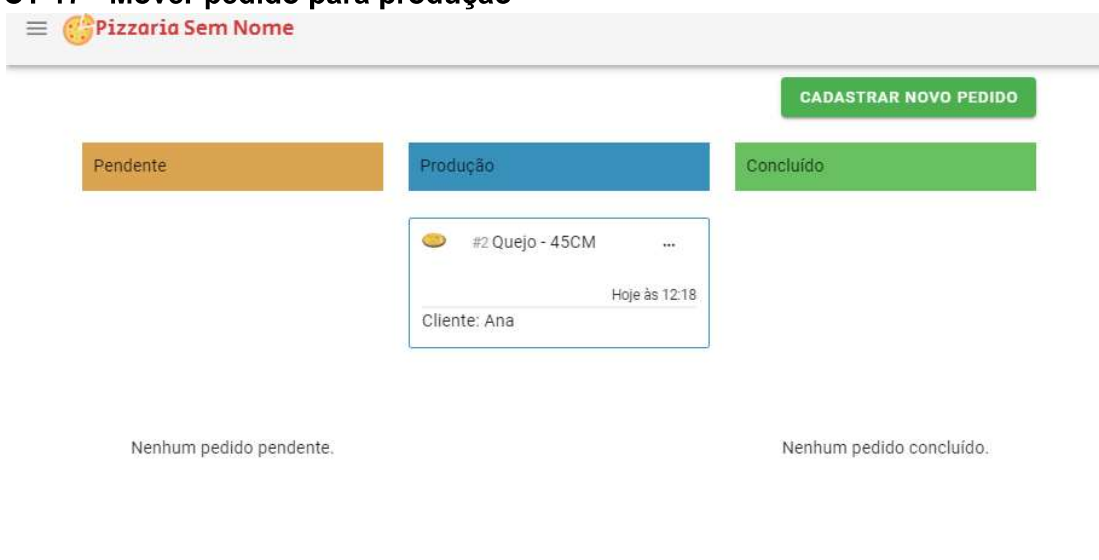 Mover pedido para produção
Pizzaria Sem Nome
CADASTRAR NOVO PEDIDO
Pendente
Produção
Concluído
#2 Quejo - 45CM ...
Hoje às 12:18
Cliente: Ana
Nenhum pedido pendente.
Nenhum pedido concluído.